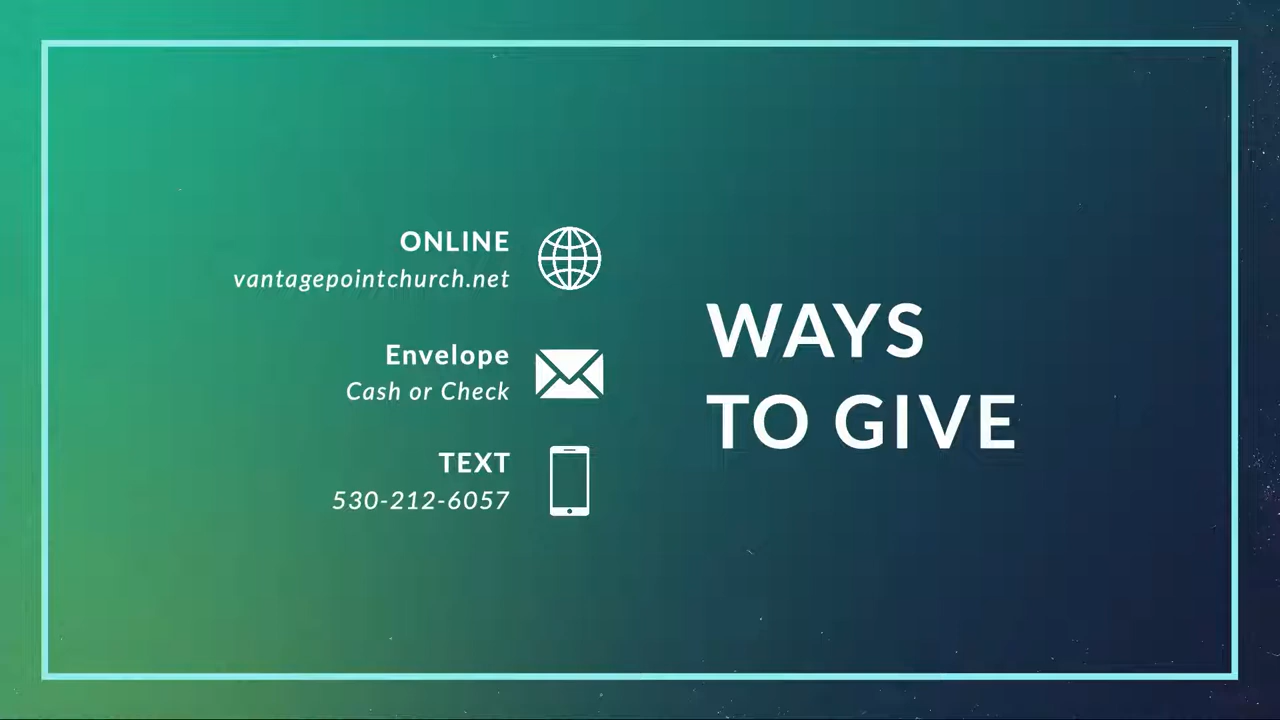 ONLINE
vantagepointchurch.net
Envelope
Cash or Check
TEXT
530-212-6057
WAYS
TO GIVE